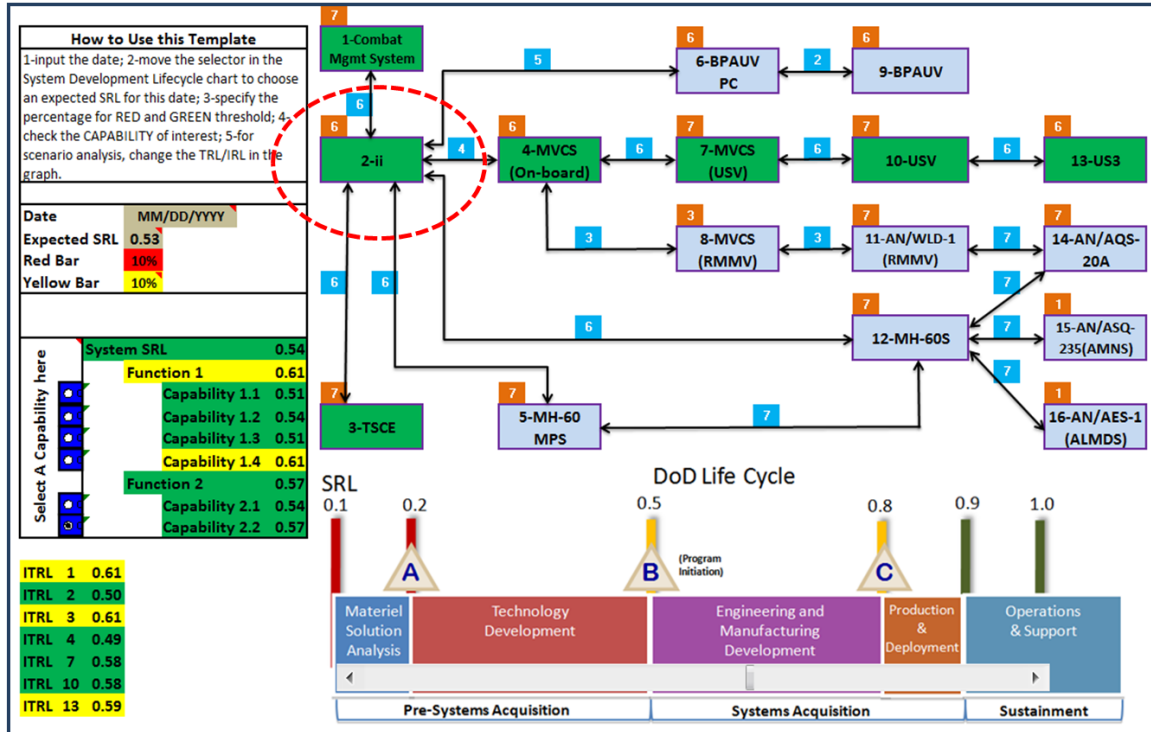 How to Use this Template
1-input the date; 2-move the selector in the
System Development Lifecycle chart to choose
an expected SRL for this date; 3-specify the
percentage for RED and GREEN threshold; 4-
check the CAPABILITY of interest; 5-for
scenario analysis, change the TRL/IRL in the
graph.
Date MM/DD/YYYY
Expected SRL 0.53
Red Bar 10%
Yellow Bar 10%
Select A Capability here
System SRL 0.54
Function 1 0.61
Capability 1.1 0.51
Capability 1.2 0.54
Capability 1.3 0.51
Capability 1.4 0.61
Function 2 0.57
Capability 2.1 0.54
Capability 2.2 0.57
ITRL 1 0.61
ITRL 2 0.50
ITRL 3 0.61
ITRL 4 0.49
ITRL 7 0.58
ITRL 10 0.58
ITRL 13 0.59
7
1-Combat
Mgmt System
6
6
2-ii
4
5
6
6-BPAUV
PC
2
6
9-BPAUV
6
4-MVCS
(On-board)
6
7
7-MVCS
(USV)
6
7
10-USV
6
6
13-US3
3
3
8-MVCS
(RMMV)
3
7
11-AN/WLD-1
(RMMV)
7
7
14-AN/AQS-
20A
6
6
6
7
12-MH-60S
7
7
7
1
15-AN/ASQ-
235(AMNS)
1
16-AN/AES-1
(ALMDS)
7
3-TSCE
7
5-MH-60
MPS
7
DoD Life Cycle
SRL
0.1 0.2 0.5 0.8 0.9 1.0
A
B
(Program
Initiation)
C
Materiel
Solution
Analysis
Technology
Development
Engineering and
Manufacturing
Development
Production
&
Deployment
Operations
& Support
Pre-Systems Acquisition
Systems Acquisition
Sustainment